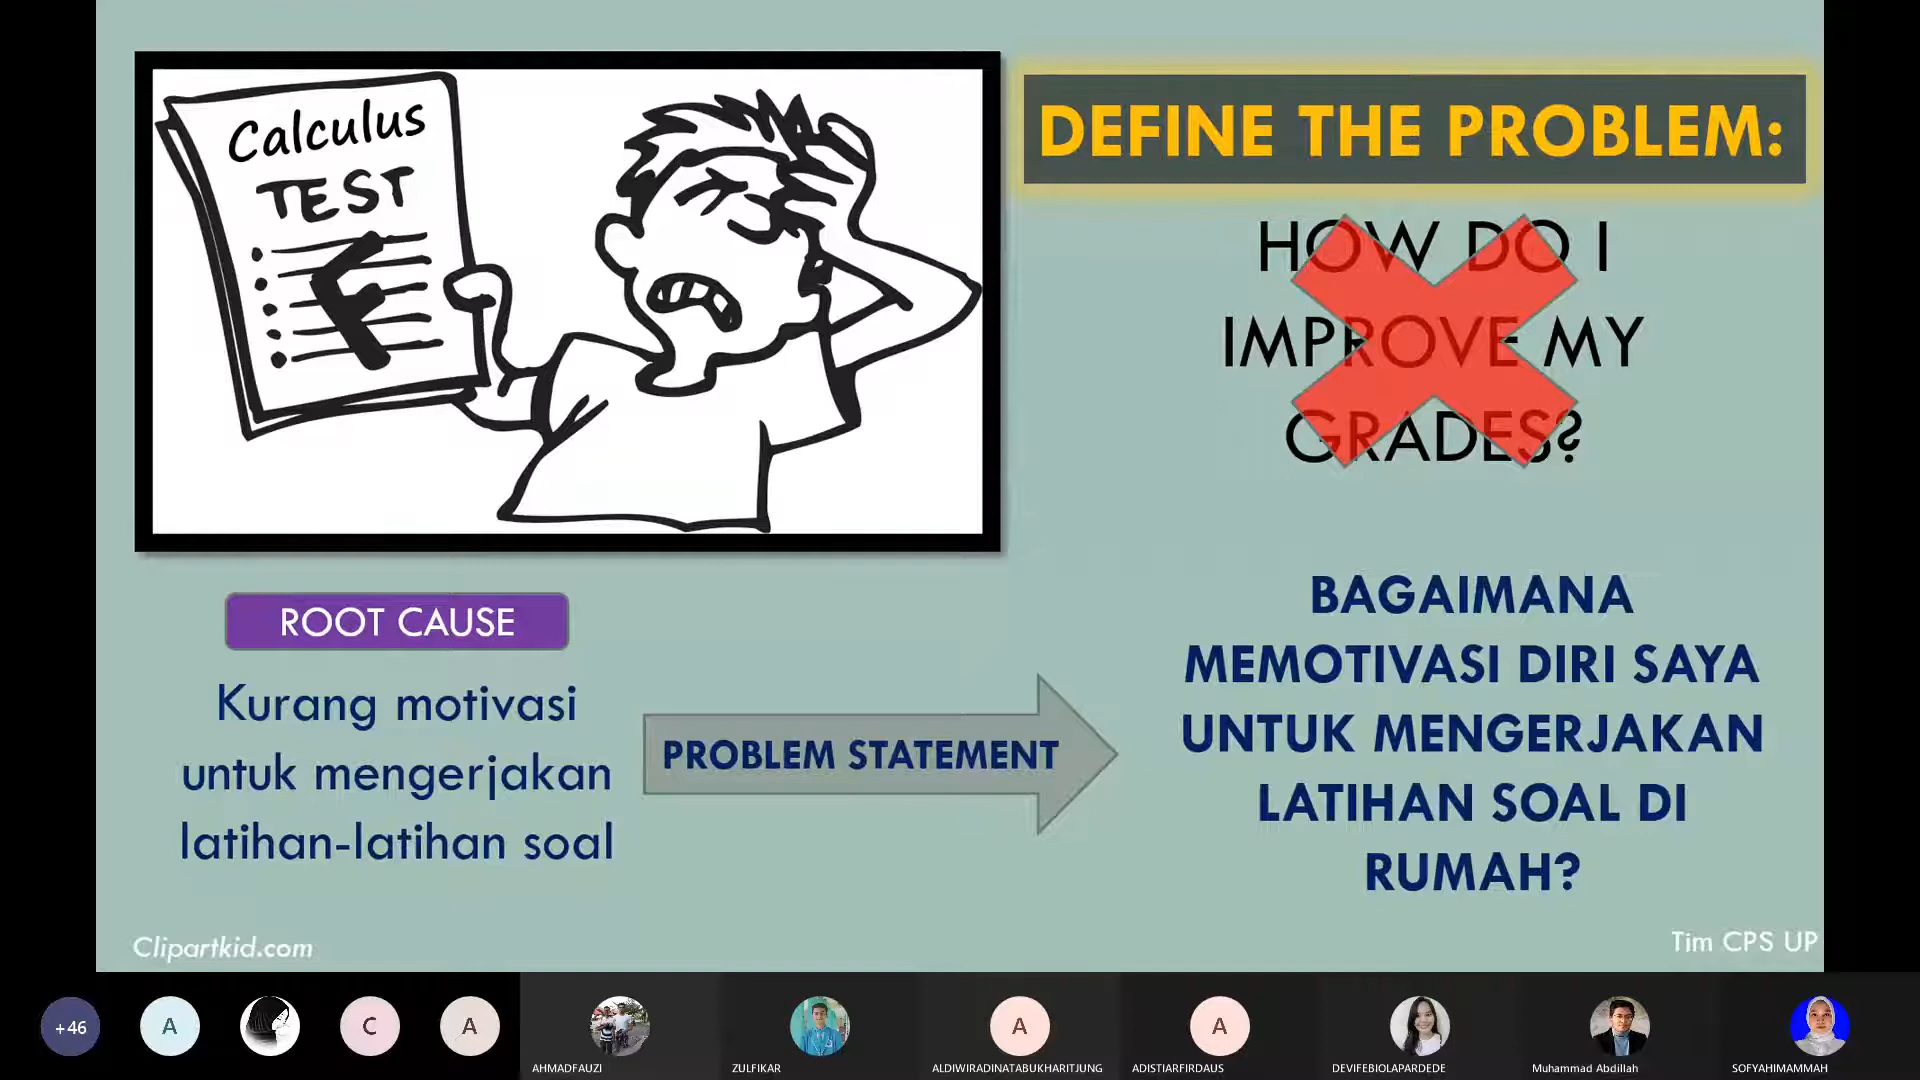 Calculus
TEST
F
DEFINE THE PROBLEM:
HOW DO I
IMPROVE MY
GRADES?
ROOT CAUSE
Kurang motivasi
untuk mengerjakan
latihan-latihan soal
PROBLEM STATEMENT
BAGAIMANA
MEMOTIVASI DIRI SAYA
UNTUK MENGERJAKAN
LATIHAN SOAL DI
RUMAH?
Clipartkid.com
Tim CPS UP
+46
A
C
A
A
A
AHMADFAUZI
ZULFIKAR
ALDIWIRADINATABUKHARITJUNG
ADISTIARFIRDAUS
DEVIFEBIOLAPARDEDE
Muhammad Abdillah
SOFYAHIMAMMAH